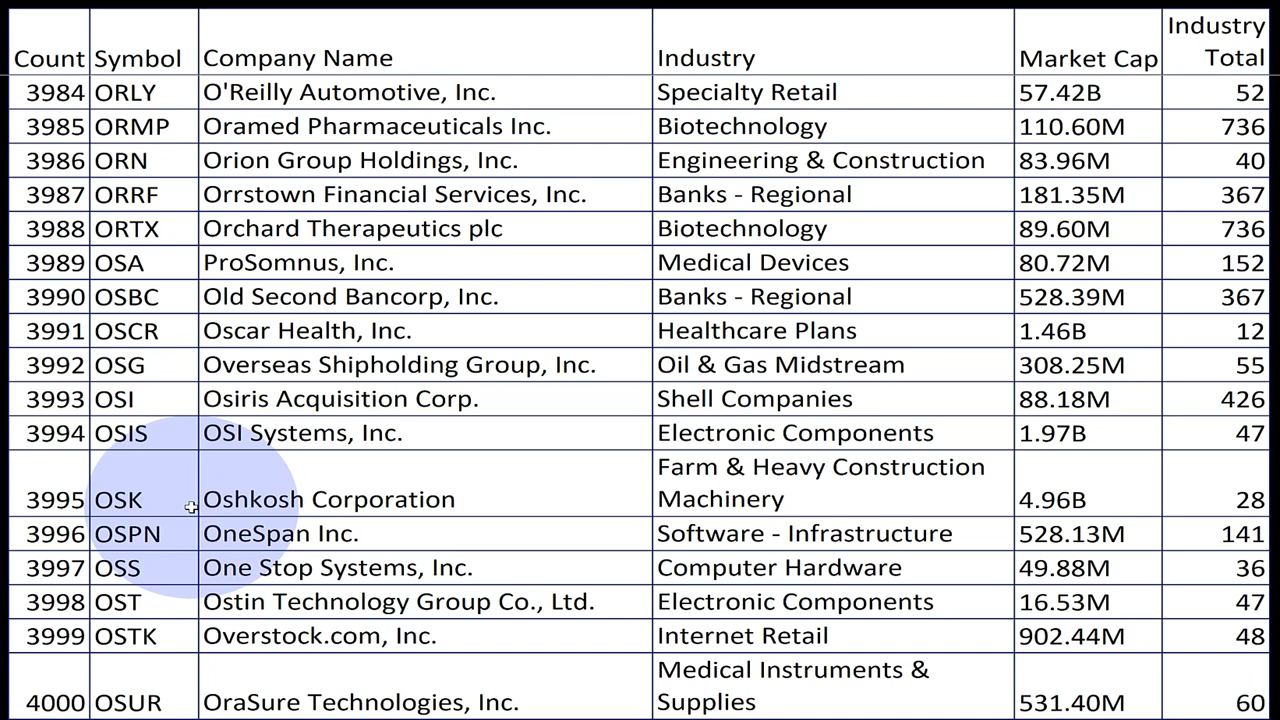 Count Symbol Company Name Industry Market Cap Industry Total
3984 ORLY O'Reilly Automotive, Inc. Specialty Retail 57.42B 52
3985 ORMP Oramed Pharmaceuticals Inc. Biotechnology 110.60M 736
3986 ORN Orion Group Holdings, Inc. Engineering & Construction 83.96M 40
3987 ORRF Orrstown Financial Services, Inc. Banks - Regional 181.35M 367
3988 ORTX Orchard Therapeutics plc Biotechnology 89.60M 736
3989 OSA ProSomnus, Inc. Medical Devices 80.72M 152
3990 OSBC Old Second Bancorp, Inc. Banks - Regional 528.39M 367
3991 OSCR Oscar Health, Inc. Healthcare Plans 1.46B 12
3992 OSG Overseas Shipholding Group, Inc. Oil & Gas Midstream 308.25M 55
3993 OSI Osiris Acquisition Corp. Shell Companies 88.18M 426
3994 OSIS OSI Systems, Inc. Electronic Components 1.97B 47
3995 OSK Oshkosh Corporation Farm & Heavy Construction Machinery 4.96B 28
3996 OSPN OneSpan Inc. Software - Infrastructure 528.13M 141
3997 OSS One Stop Systems, Inc. Computer Hardware 49.88M 36
3998 OST Ostin Technology Group Co., Ltd. Electronic Components 16.53M 47
3999 OSTK Overstock.com, Inc. Internet Retail 902.44M 48
4000 OSUR OraSure Technologies, Inc. Medical Instruments & Supplies 531.40M 60